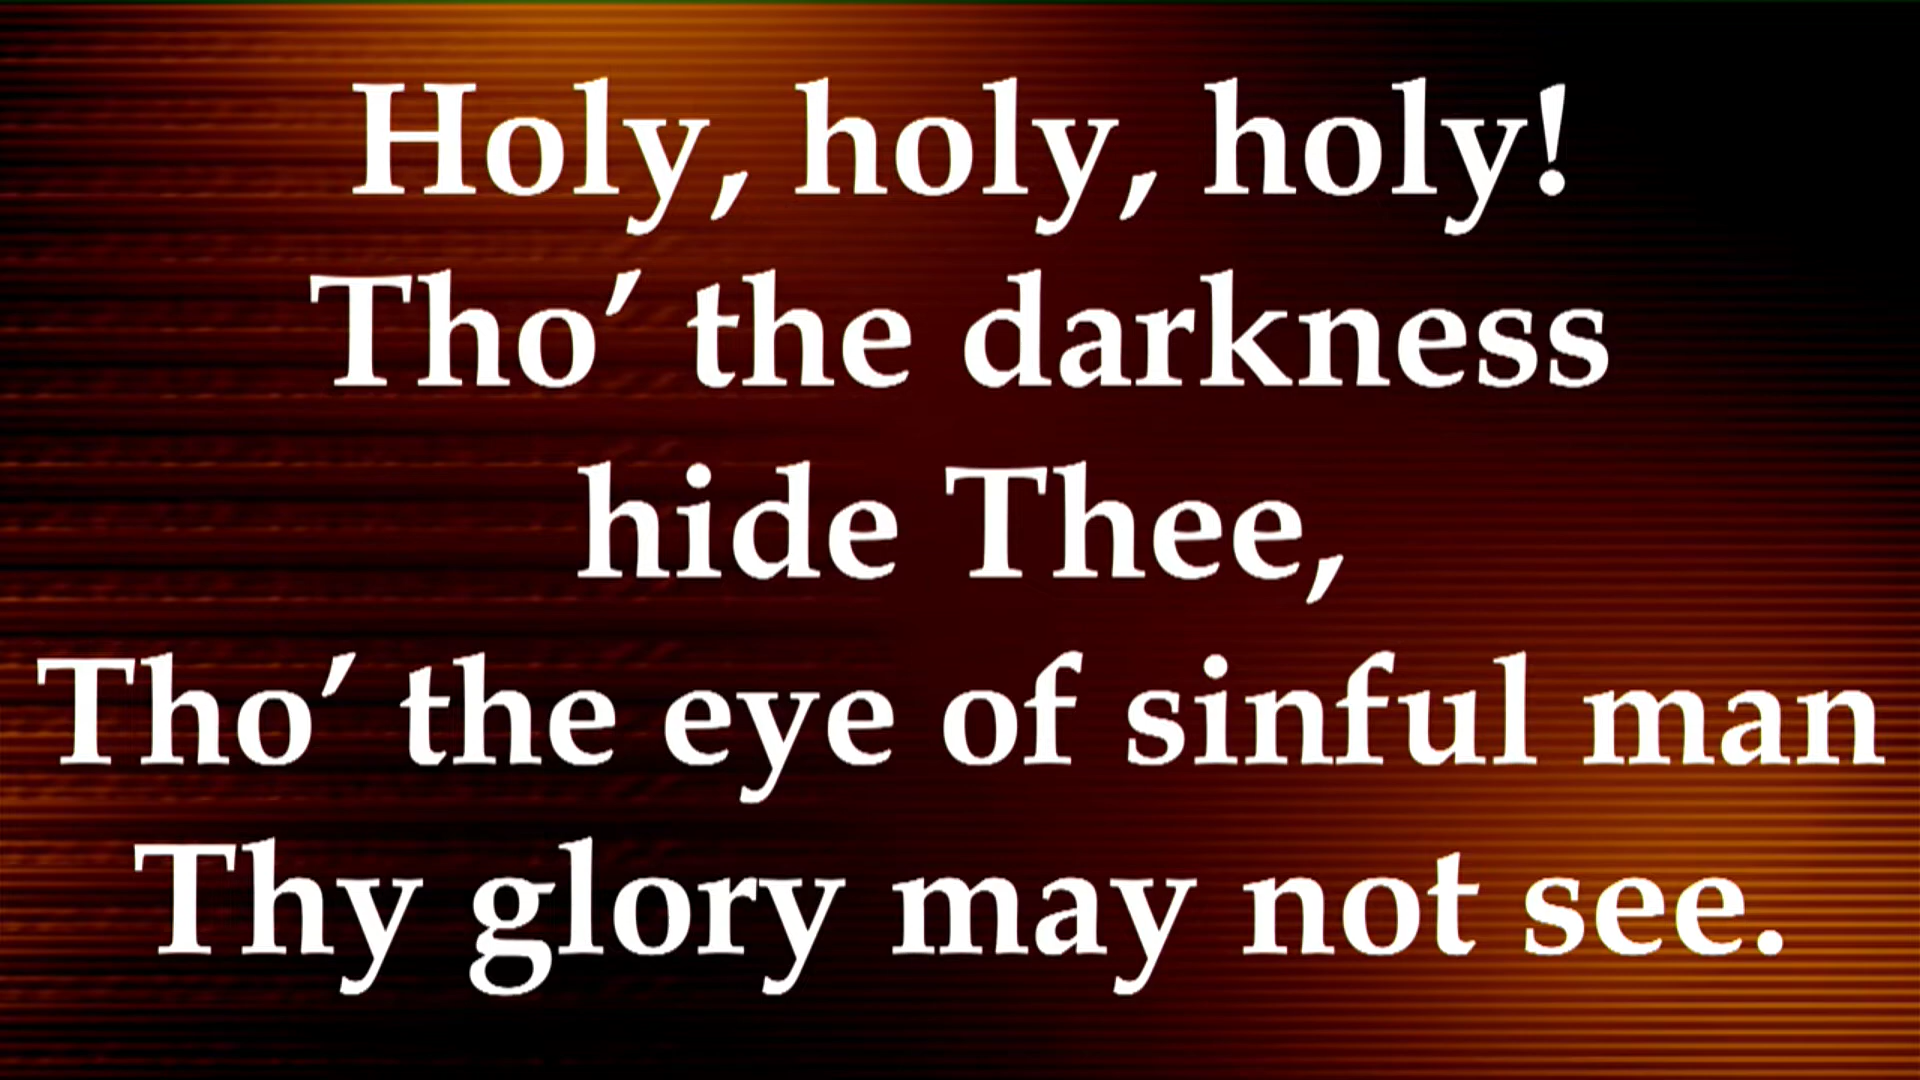 Holy, holy, holy!
Tho’ the darkness
hide Thee,
Tho’ the eye of sinful man
Thy glory may not see.